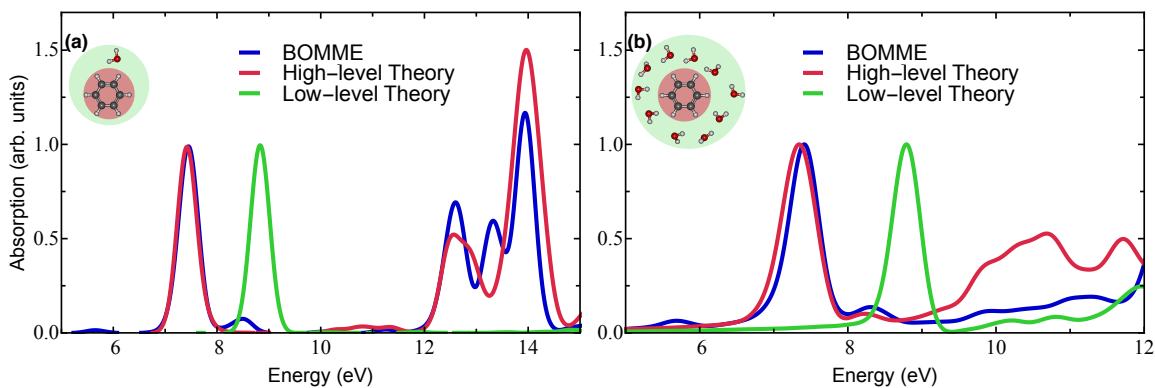 (a)
BOMME
High−level Theory
Low−level Theory
Absorption (arb. units)
1.5
1.0
0.5
0.0
6 8 10 12 14
Energy (eV)
(b)
BOMME
High−level Theory
Low−level Theory
1.5
1.0
0.5
0.0
6 8 10 12
Energy (eV)